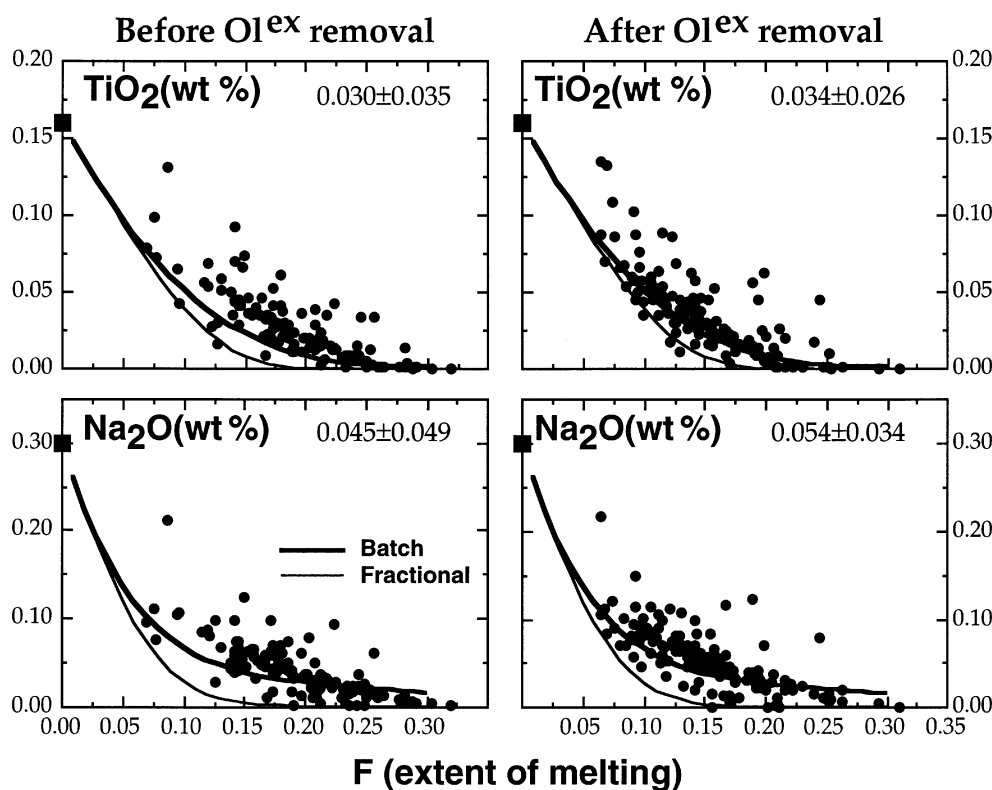 Before Ol^ex removal
After Ol^ex removal
0.20
TiO2(wt %)
0.030±0.035
TiO2(wt %)
0.034±0.026
0.20
0.15
0.15
0.10
0.10
0.05
0.05
0.00
0.00
Na2O(wt %)
0.045±0.049
Na2O(wt %)
0.054±0.034
0.30
0.30
0.20
0.20
Batch
Fractional
0.10
0.10
0.00
0.00
0.00 0.05 0.10 0.15 0.20 0.25 0.30
0.05 0.10 0.15 0.20 0.25 0.30 0.35
F (extent of melting)